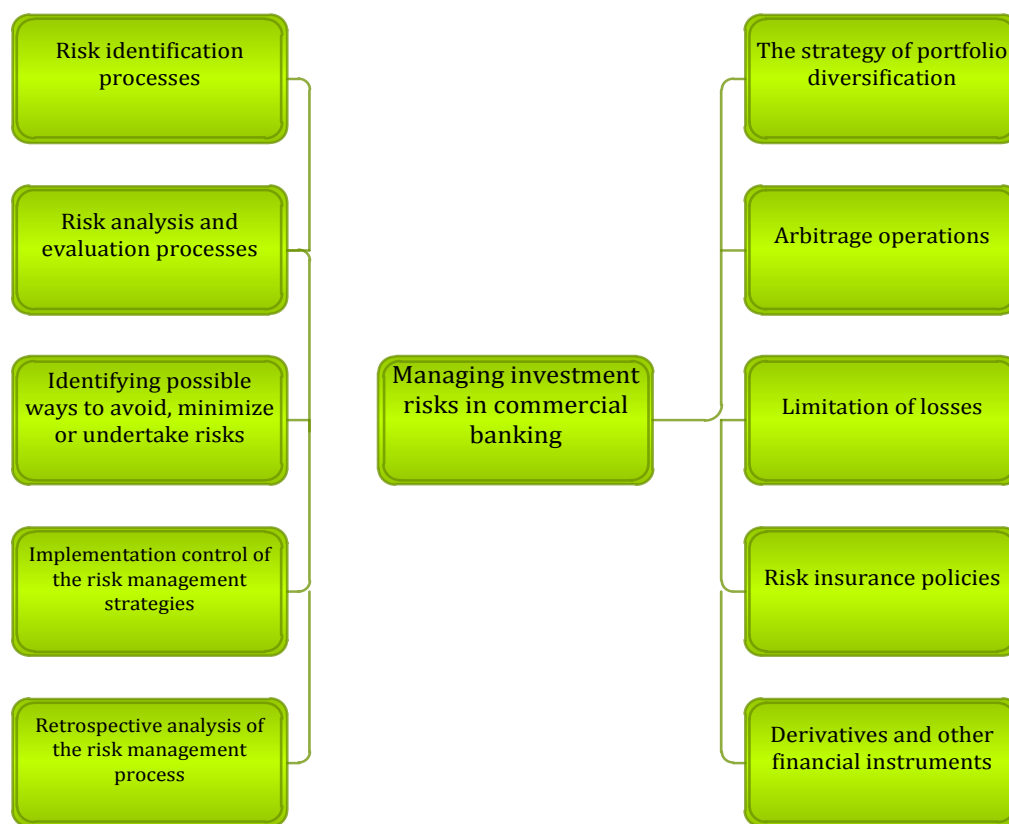 Risk identification
processes
Risk analysis and
evaluation processes
Identifying possible
ways to avoid, minimize
or undertake risks
Implementation control of
the risk management
strategies
Retrospective analysis of
the risk management
process
Managing investment
risks in commercial
banking
The strategy of portfolio
diversification
Arbitrage operations
Limitation of losses
Risk insurance policies
Derivatives and other
financial instruments